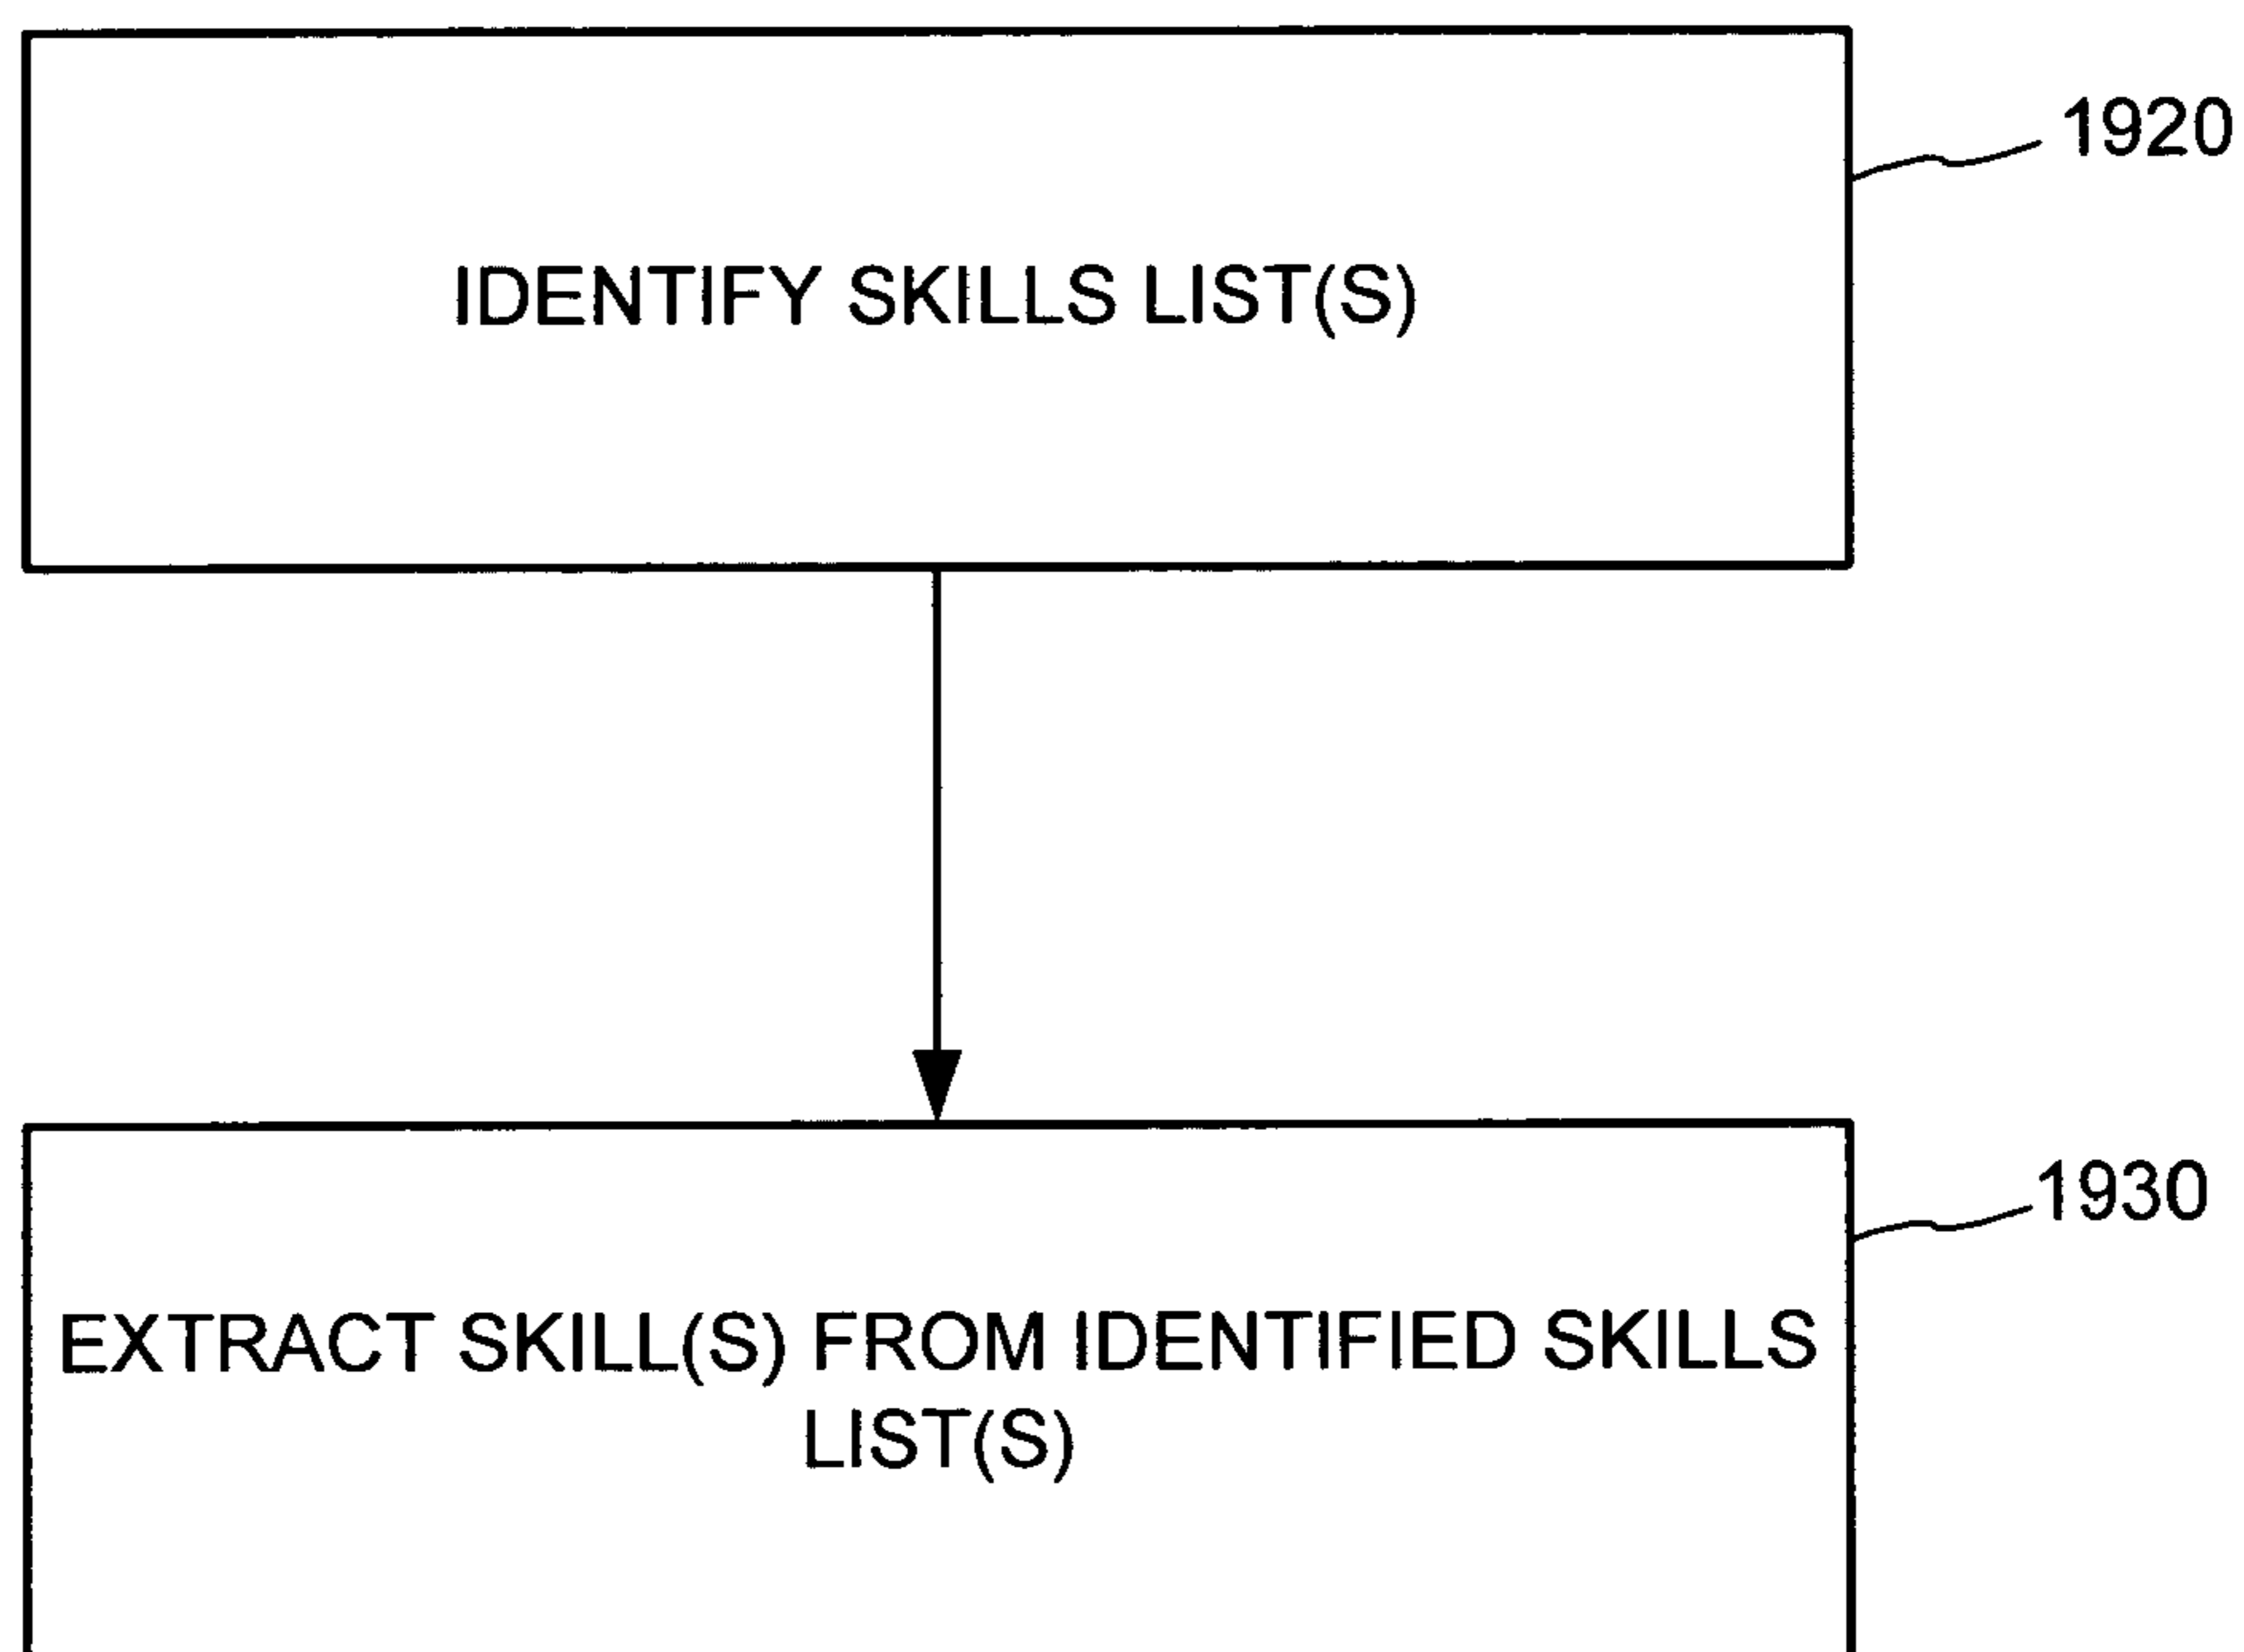 1920
IDENTIFY SKILLS LIST(S)
1930
EXTRACT SKILL(S) FROM IDENTIFIED SKILLS
LIST(S)